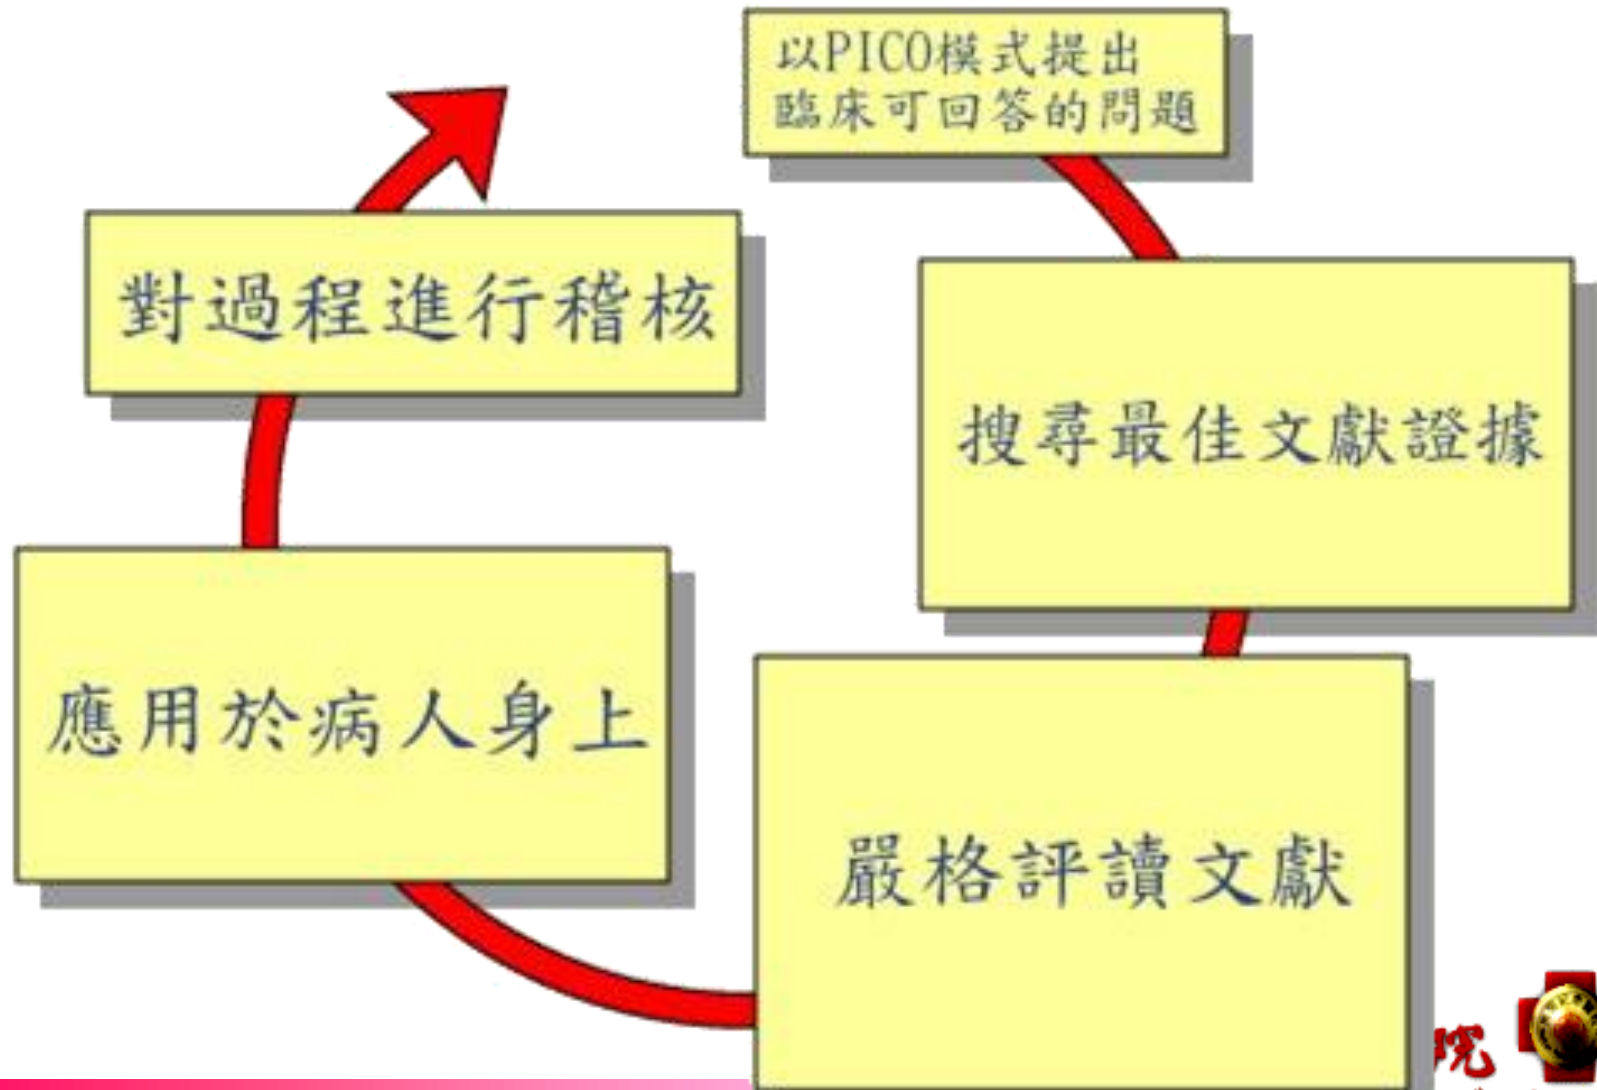 以PICO模式提出
臨床可回答的問題
搜尋最佳文獻證據
嚴格評讀文獻
應用於病人身上
對過程進行稽核
院